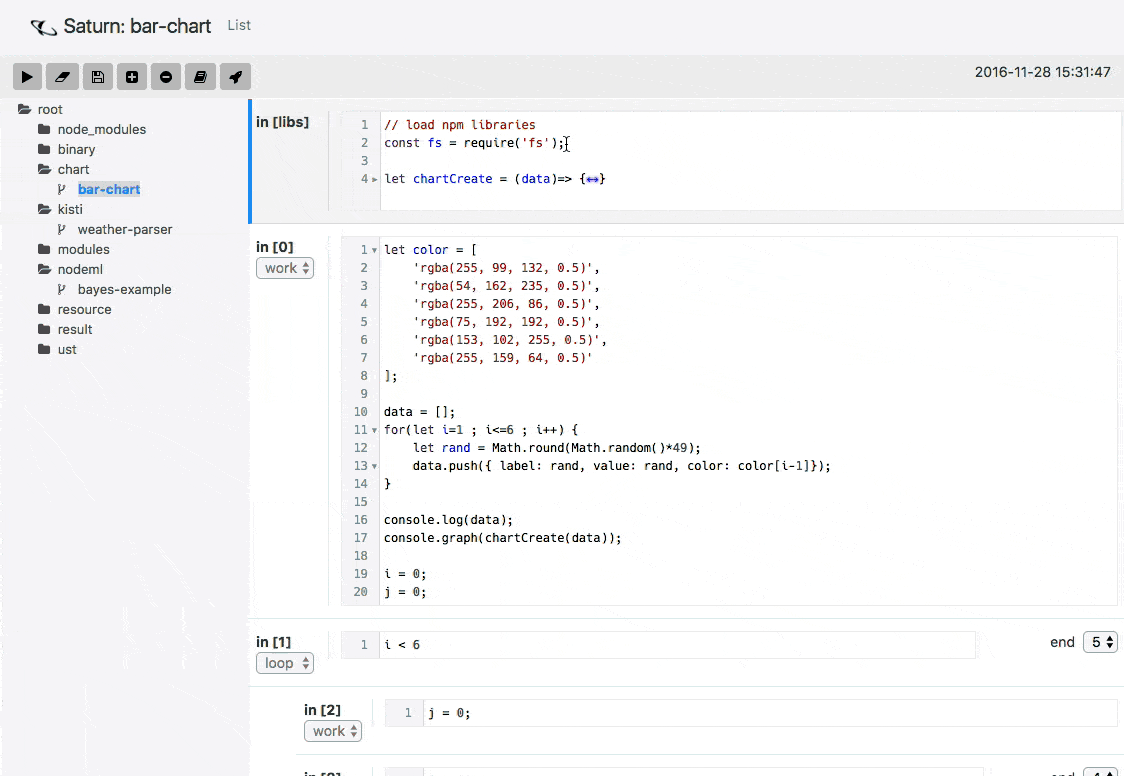 Saturn: bar-chart List
2016-11-28 15:31:47
root
node_modules
binary
chart
bar-chart
kisti
weather-parser
modules
nodeml
bayes-example
resource
result
ust
in [libs]
1 // load npm libraries
2 const fs = require('fs');
3
4 let chartCreate = (data)=> {↔}
in [0]
work
1 let color = [
2 'rgba(255, 99, 132, 0.5)',
3 'rgba(54, 162, 235, 0.5)',
4 'rgba(255, 206, 86, 0.5)',
5 'rgba(75, 192, 192, 0.5)',
6 'rgba(153, 102, 255, 0.5)',
7 'rgba(255, 159, 64, 0.5)'
8 ];
9
10 data = [];
11 for(let i=1 ; i<=6 ; i++) {
12 let rand = Math.round(Math.random()*49);
13 data.push({ label: rand, value: rand, color: color[i-1]});
14 }
15
16 console.log(data);
17 console.graph(chartCreate(data));
18
19 i = 0;
20 j = 0;
in [1]
loop
1 i < 6
end 5
in [2]
work
1 j = 0;